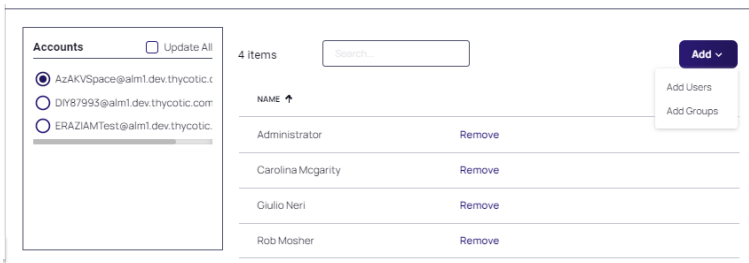 Accounts
Update All
AzAKVSpace@alm1.dev.thycotic.c
DIY87993@alm1.dev.thycotic.com
ERAZIAMTest@alm1.dev.thycotic.
4 items
Search...
Add
Add Users
Add Groups
NAME
Administrator Remove
Carolina Mcgarity Remove
Giulio Neri Remove
Rob Mosher Remove